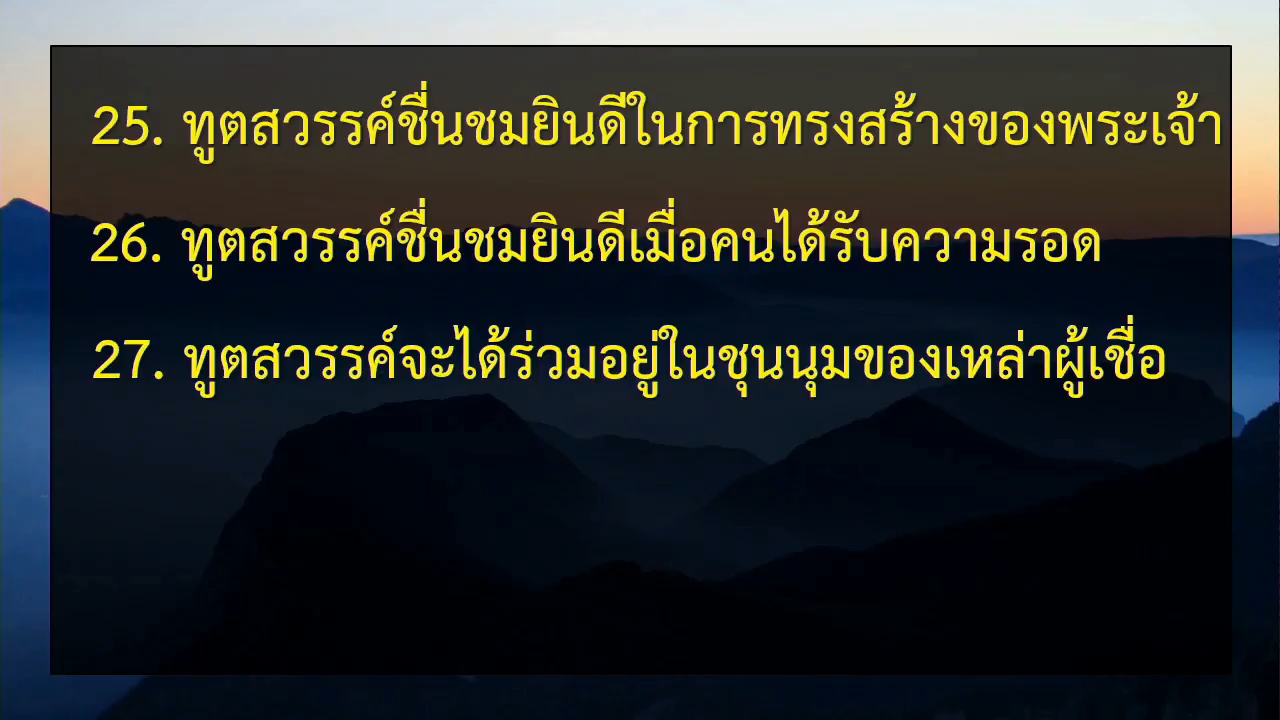 25. ทูตสวรรค์ชื่นชมยินดีในการทรงสร้างของพระเจ้า
26. ทูตสวรรค์ชื่นชมยินดีเมื่อคนได้รับความรอด
27. ทูตสวรรค์จะได้ร่วมอยู่ในชุนนุมของเหล่าผู้เชื่อ